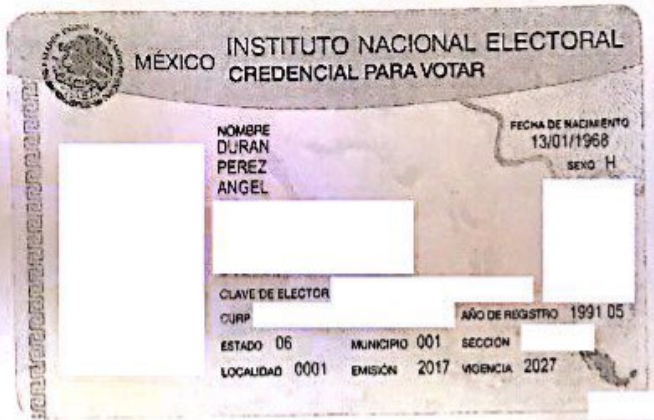 MÉXICO INSTITUTO NACIONAL ELECTORAL
CREDENCIAL PARA VOTAR
NOMBRE
DURAN
PEREZ
ANGEL
FECHA DE NACIMIENTO
13/01/1968
SEXO H
CLAVE DE ELECTOR
CURP
AÑO DE REGISTRO 1991 05
ESTADO 06 MUNICIPIO 001 SECCIÓN
LOCALIDAD 0001 EMISIÓN 2017 VIGENCIA 2027